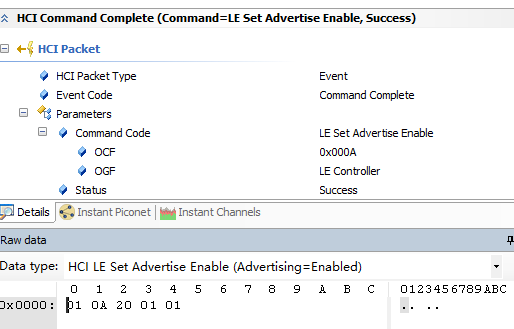 HCI Command Complete (Command=LE Set Advertise Enable, Success)
HCI Packet
HCI Packet Type Event
Event Code Command Complete
Parameters
Command Code LE Set Advertise Enable
OCF 0x000A
OGF LE Controller
Status Success
Details Instant Piconet Instant Channels
Raw data
Data type: HCI LE Set Advertise Enable (Advertising=Enabled)
0 1 2 3 4 5 6 7 8 9 A B C 0123456789ABC
0x0000: 01 0A 20 01 01 .. ..